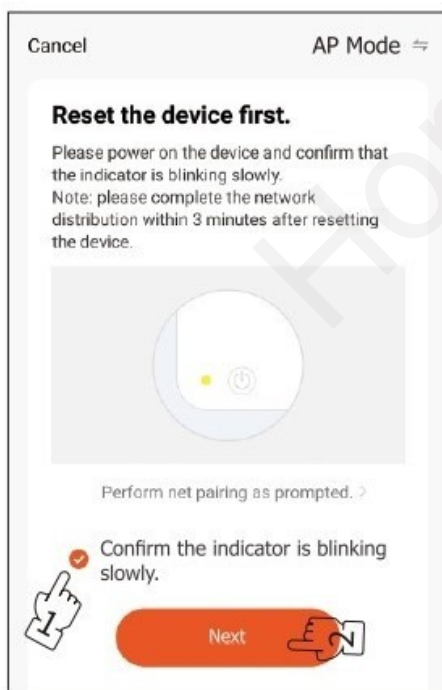 Cancel AP Mode ⇋
Reset the device first.
Please power on the device and confirm that
the indicator is blinking slowly.
Note: please complete the network
distribution within 3 minutes after resetting
the device.
Perform net pairing as prompted. >
Confirm the indicator is blinking
slowly.
1
Next
2